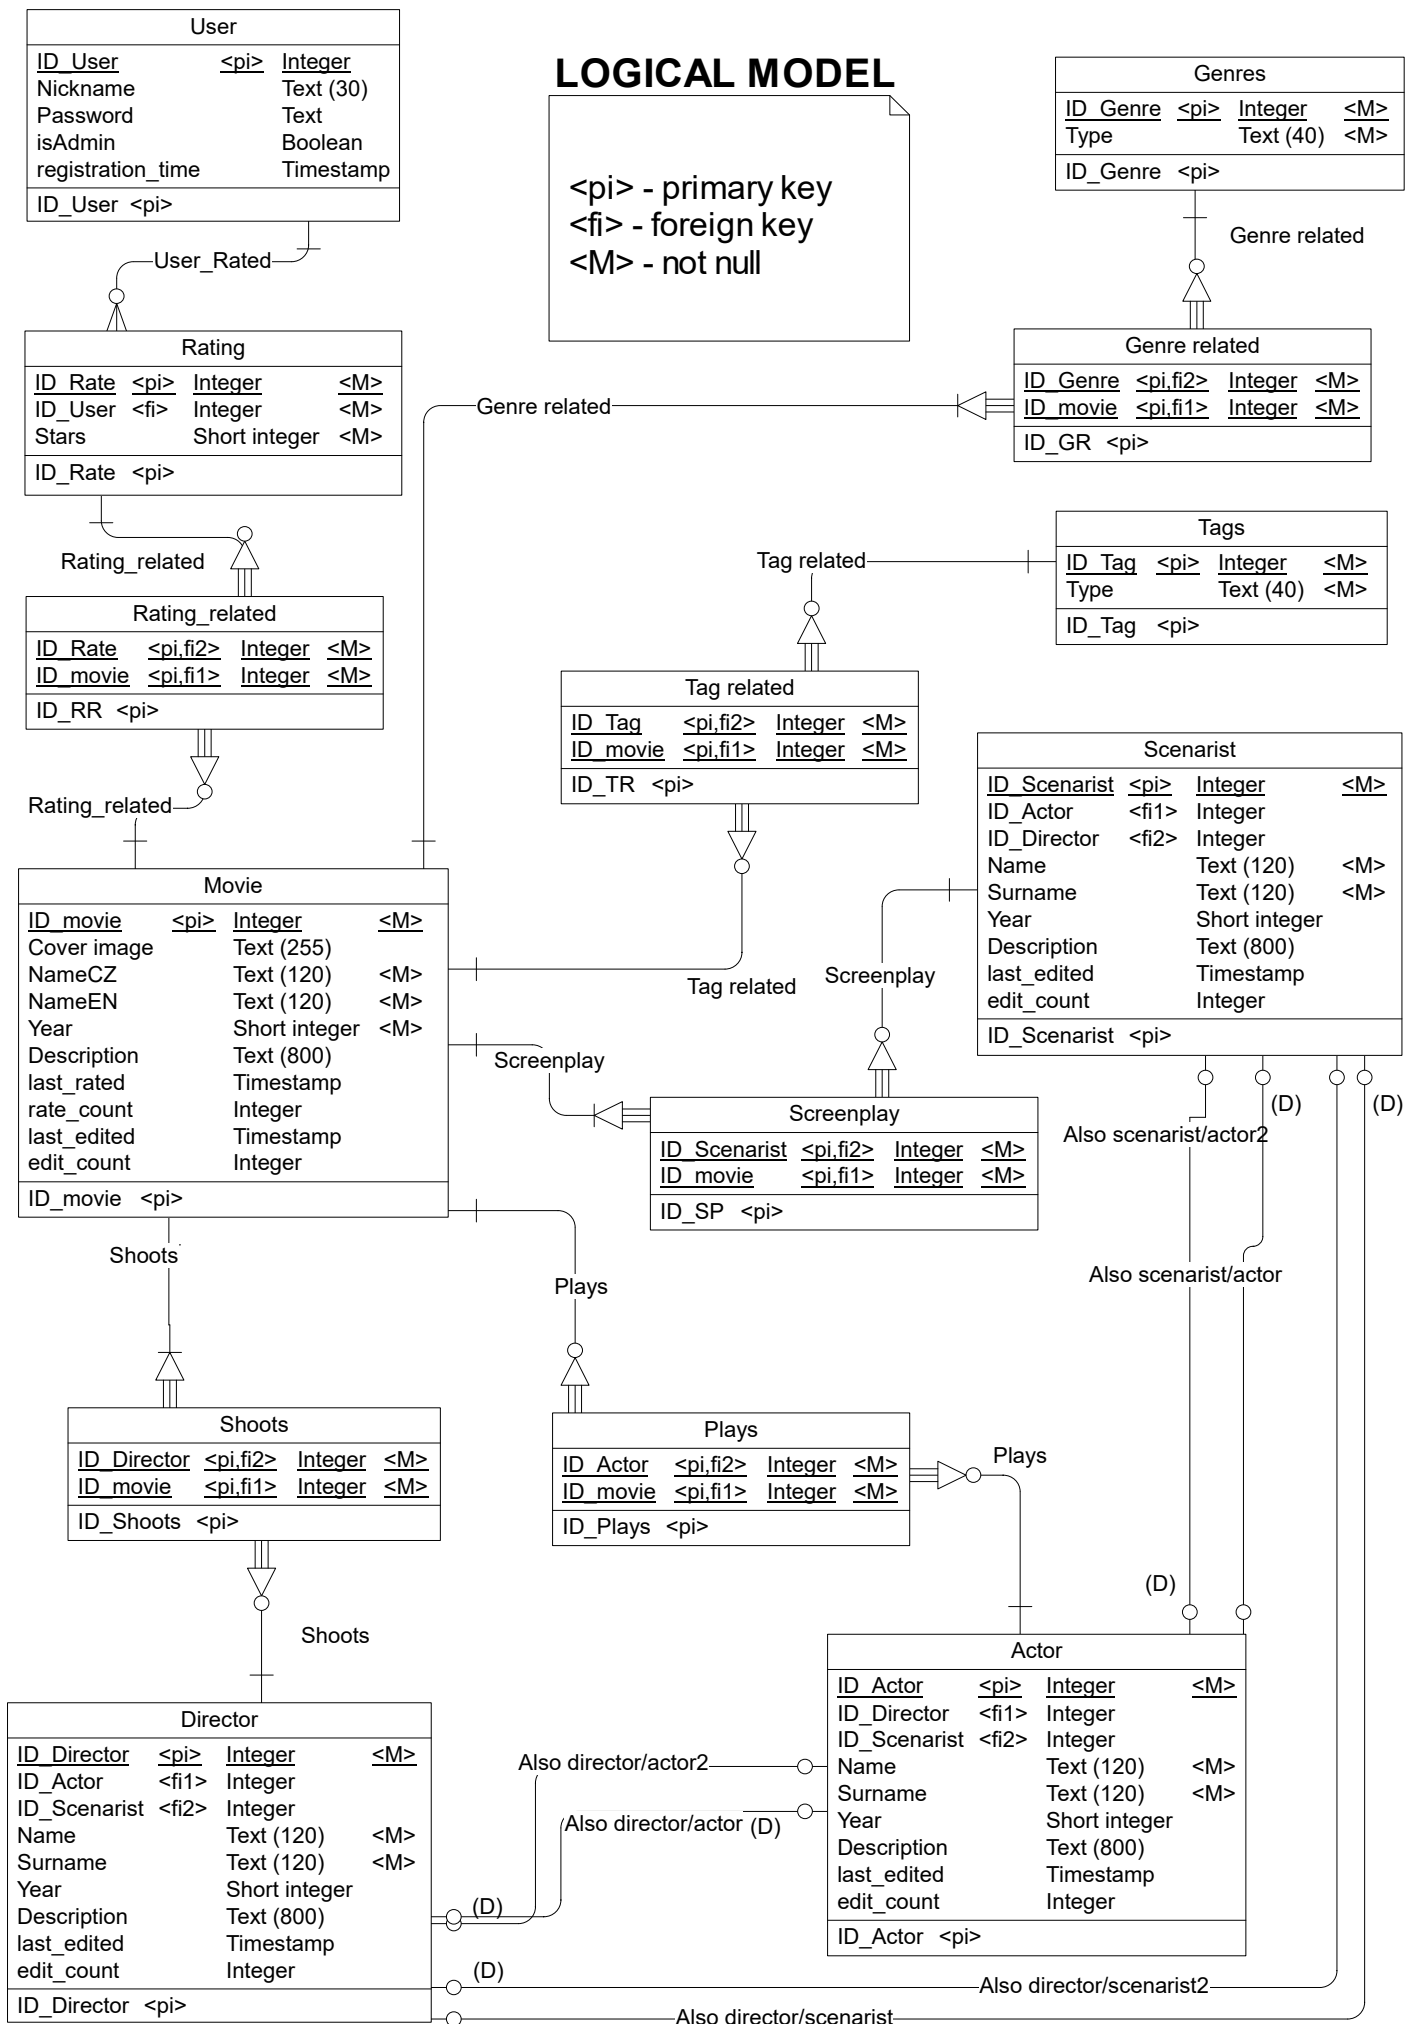 User
ID_User <pi> Integer
Nickname Text (30)
Password Text
isAdmin Boolean
registration_time Timestamp
ID_User <pi>
LOGICAL MODEL
<pi> - primary key
<fi> - foreign key
<M> - not null
Genres
ID_Genre <pi> Integer <M>
Type Text (40) <M>
ID_Genre <pi>
Genre related
User_Rated
Rating
ID_Rate <pi> Integer <M>
ID_User <fi> Integer <M>
Stars Short integer <M>
ID_Rate <pi>
Genre related
Genre related
ID_Genre <pi,fi2> Integer <M>
ID_movie <pi,fi1> Integer <M>
ID_GR <pi>
Rating_related
Rating_related
ID_Rate <pi,fi2> Integer <M>
ID_movie <pi,fi1> Integer <M>
ID_RR <pi>
Rating_related
Tag related
Tags
ID_Tag <pi> Integer <M>
Type Text (40) <M>
ID_Tag <pi>
Tag related
ID_Tag <pi,fi2> Integer <M>
ID_movie <pi,fi1> Integer <M>
ID_TR <pi>
Tag related
Scenarist
ID_Scenarist <pi> Integer <M>
ID_Actor <fi1> Integer
ID_Director <fi2> Integer
Name Text (120) <M>
Surname Text (120) <M>
Year Short integer
Description Text (800)
last_edited Timestamp
edit_count Integer
ID_Scenarist <pi>
Movie
ID_movie <pi> Integer <M>
Cover image Text (255)
NameCZ Text (120) <M>
NameEN Text (120) <M>
Year Short integer <M>
Description Text (800)
last_rated Timestamp
rate_count Integer
last_edited Timestamp
edit_count Integer
ID_movie <pi>
Screenplay
Screenplay
Screenplay
ID_Scenarist <pi,fi2> Integer <M>
ID_movie <pi,fi1> Integer <M>
ID_SP <pi>
(D)
(D)
Also scenarist/actor2
Also scenarist/actor
Shoots
Plays
Shoots
ID_Director <pi,fi2> Integer <M>
ID_movie <pi,fi1> Integer <M>
ID_Shoots <pi>
Plays
ID_Actor <pi,fi2> Integer <M>
ID_movie <pi,fi1> Integer <M>
ID_Plays <pi>
Plays
(D)
Shoots
Actor
ID_Actor <pi> Integer <M>
ID_Director <fi1> Integer
ID_Scenarist <fi2> Integer
Name Text (120) <M>
Surname Text (120) <M>
Year Short integer
Description Text (800)
last_edited Timestamp
edit_count Integer
ID_Actor <pi>
Director
ID_Director <pi> Integer <M>
ID_Actor <fi1> Integer
ID_Scenarist <fi2> Integer
Name Text (120) <M>
Surname Text (120) <M>
Year Short integer
Description Text (800)
last_edited Timestamp
edit_count Integer
ID_Director <pi>
Also director/actor2
Also director/actor (D)
(D)
(D)
Also director/scenarist2
Also director/scenarist